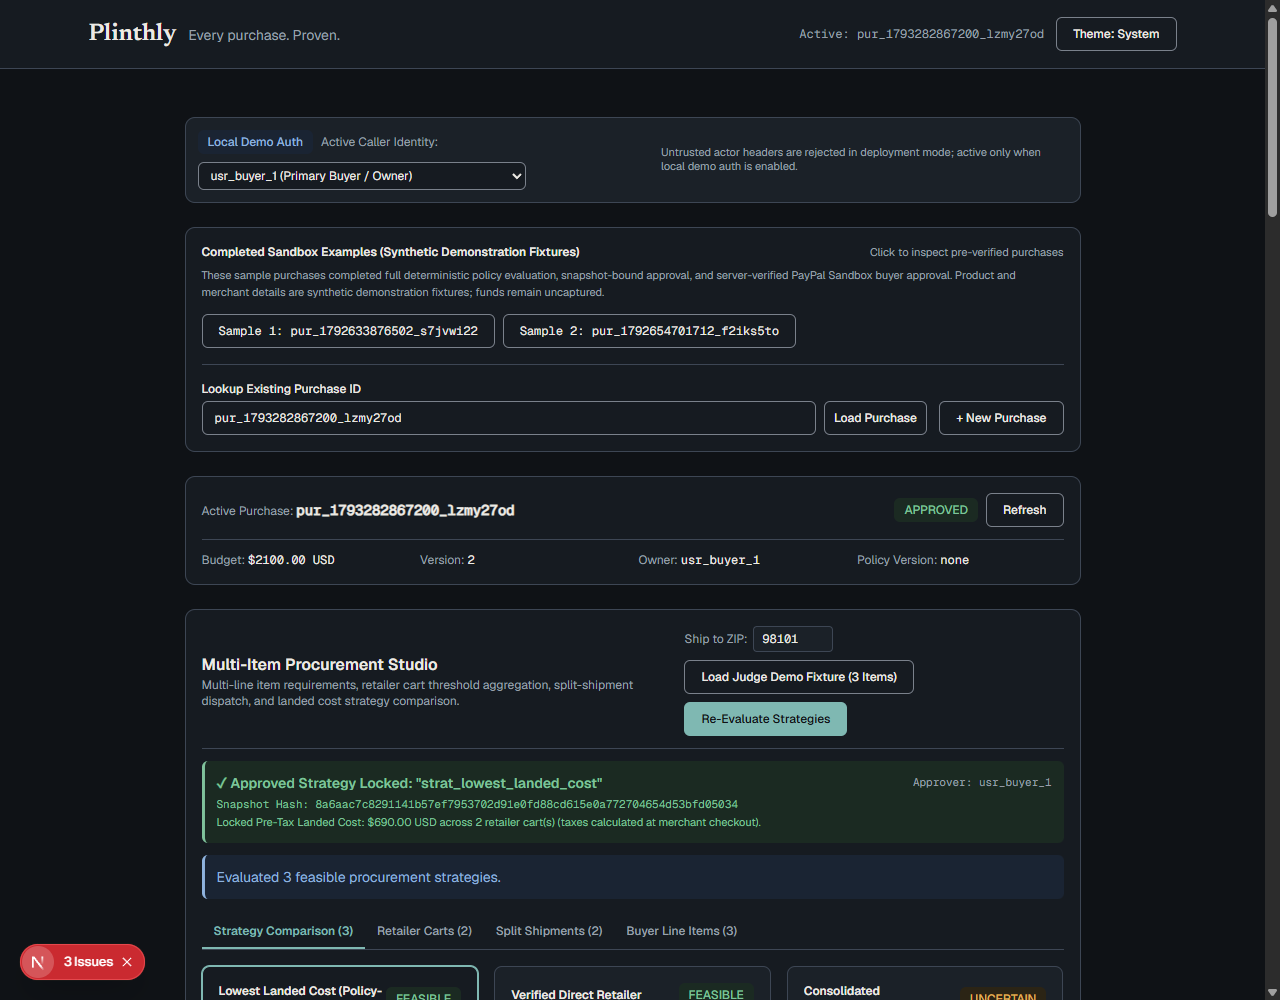 Plinthly Every purchase. Proven.
Active: pur_1793282867200_lzmy27od
Theme: System
Local Demo Auth
Active Caller Identity:
usr_buyer_1 (Primary Buyer / Owner)
Untrusted actor headers are rejected in deployment mode; active only when
local demo auth is enabled.
Completed Sandbox Examples (Synthetic Demonstration Fixtures)
Click to inspect pre-verified purchases
These sample purchases completed full deterministic policy evaluation, snapshot-bound approval, and server-verified PayPal Sandbox buyer approval. Product and
merchant details are synthetic demonstration fixtures; funds remain uncaptured.
Sample 1: pur_1792633876502_s7jvwi22
Sample 2: pur_1792654701712_f2iks5to
Lookup Existing Purchase ID
pur_1793282867200_lzmy27od
Load Purchase
+ New Purchase
Active Purchase: pur_1793282867200_lzmy27od
APPROVED
Refresh
Budget: $2100.00 USD
Version: 2
Owner: usr_buyer_1
Policy Version: none
Ship to ZIP: 98101
Multi-Item Procurement Studio
Multi-line item requirements, retailer cart threshold aggregation, split-shipment
dispatch, and landed cost strategy comparison.
Load Judge Demo Fixture (3 Items)
Re-Evaluate Strategies
✓ Approved Strategy Locked: "strat_lowest_landed_cost"
Approver: usr_buyer_1
Snapshot Hash: 8a6aac7c8291141b57ef7953702d91e0fd88cd615e0a772704654d53bfd05034
Locked Pre-Tax Landed Cost: $690.00 USD across 2 retailer cart(s) (taxes calculated at merchant checkout).
Evaluated 3 feasible procurement strategies.
Strategy Comparison (3)
Retailer Carts (2)
Split Shipments (2)
Buyer Line Items (3)
Lowest Landed Cost (Policy-
FEASIBLE
Verified Direct Retailer
FEASIBLE
Consolidated
UNCERTAIN
N 3 Issues ×